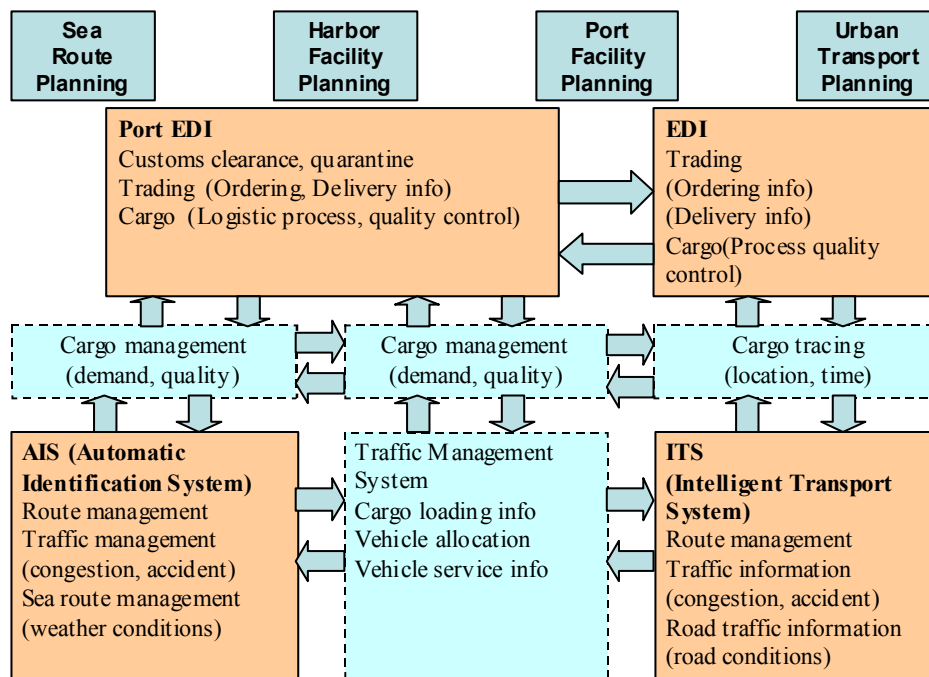 Sea
Route
Planning
Harbor
Facility
Planning
Port
Facility
Planning
Urban
Transport
Planning
Port EDI
Customs clearance, quarantine
Trading (Ordering, Delivery info)
Cargo (Logistic process, quality control)
EDI
Trading
(Ordering info)
(Delivery info)
Cargo(Process quality
control)
Cargo management
(demand, quality)
Cargo management
(demand, quality)
Cargo tracing
(location, time)
AIS (Automatic
Identification System)
Route management
Traffic management
(congestion, accident)
Sea route management
(weather conditions)
Traffic Management
System
Cargo loading info
Vehicle allocation
Vehicle service info
ITS
(Intelligent Transport
System)
Route management
Traffic information
(congestion, accident)
Road traffic information
(road conditions)